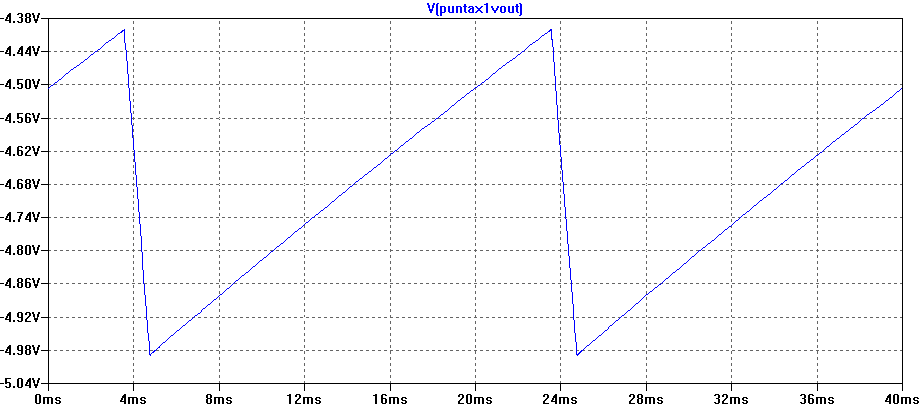 V(puntax1vout)
-4.38V
-4.44V
-4.50V
-4.56V
-4.62V
-4.68V
-4.74V
-4.80V
-4.86V
-4.92V
-4.98V
-5.04V
0ms 4ms 8ms 12ms 16ms 20ms 24ms 28ms 32ms 36ms 40ms